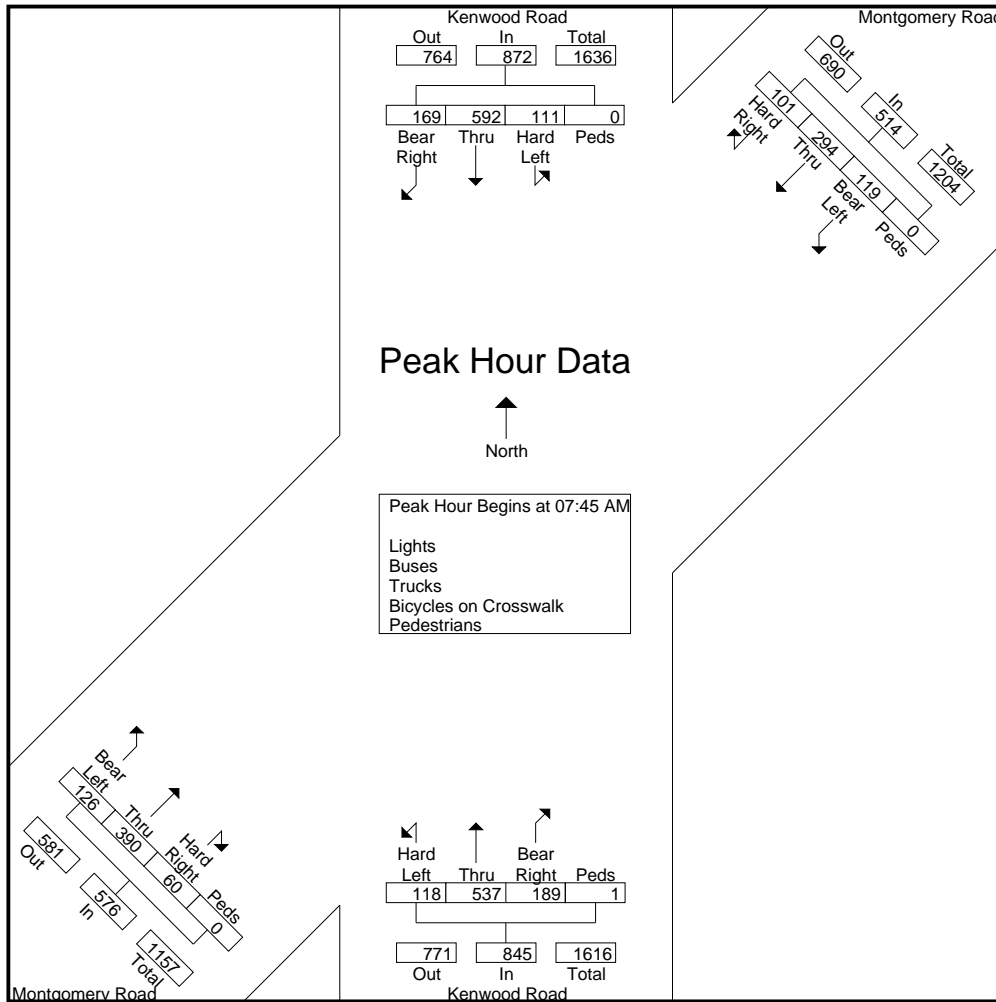 Kenwood Road
Out In Total
764 872 1636
169 592 111 0
Bear Right Thru Hard Left Peds
Montgomery Road
Out In Total
690 514 1204
101 294 119 0
Hard Right Thru Bear Left Peds
Peak Hour Data
North
Peak Hour Begins at 07:45 AM
Lights
Buses
Trucks
Bicycles on Crosswalk
Pedestrians
Bear Left Thru Hard Right Peds
126 390 60 0
581 576 1157
Out In Total
Montgomery Road
Hard Left Thru Bear Right Peds
118 537 189 1
771 845 1616
Out In Total
Kenwood Road